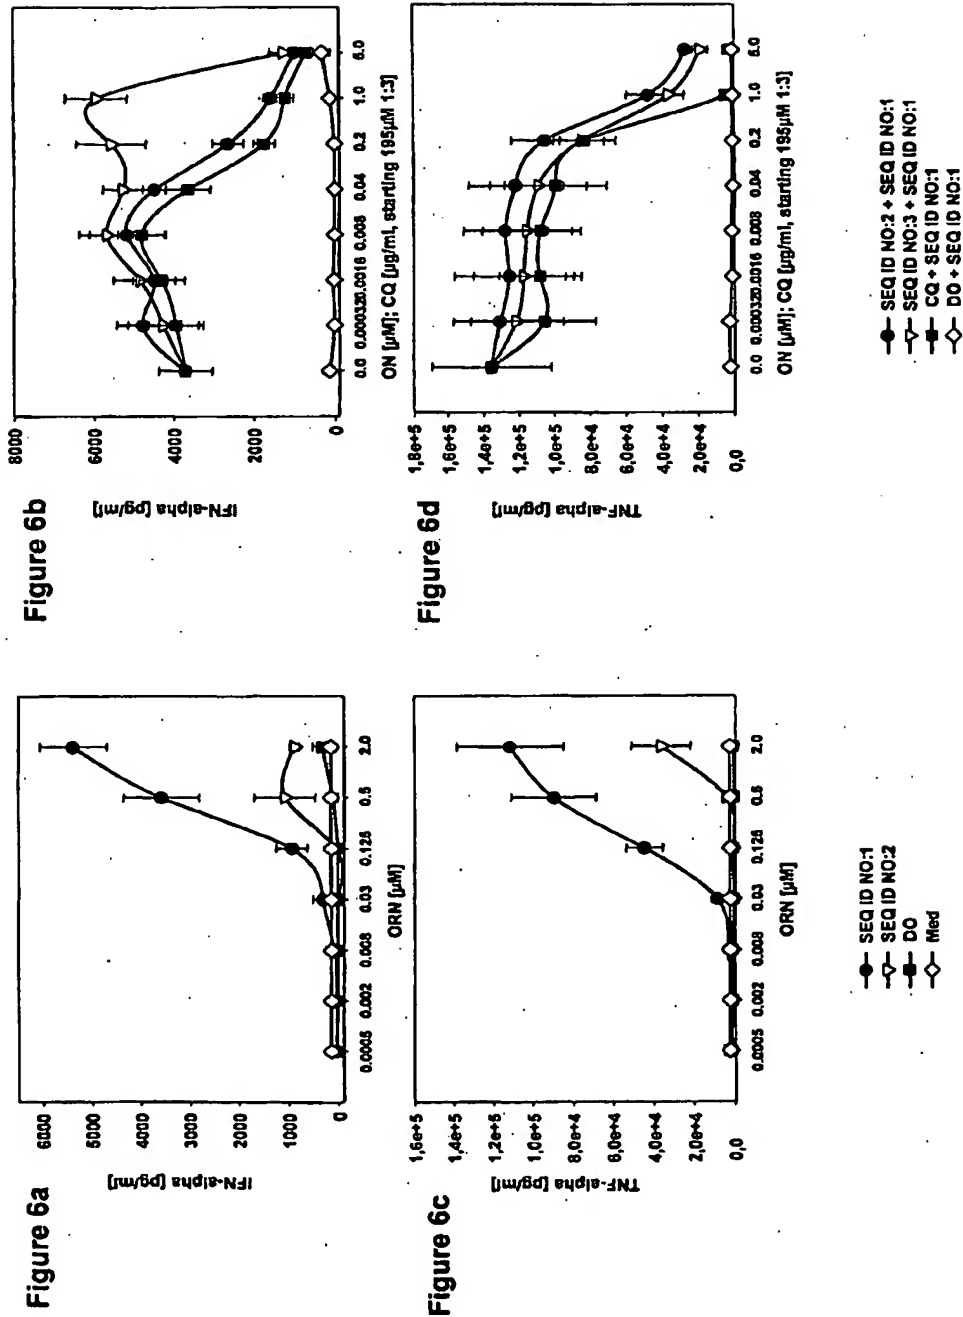 Figure 6a
6000
5000
4000
3000
2000
1000
0
IFN-alpha [pg/ml]
0.0005 0.002 0.008 0.03 0.125 0.5 2.0
ORN [µM]
Figure 6b
8000
6000
4000
2000
0
IFN-alpha [pg/ml]
0.0 0.00032 0.0016 0.008 0.04 0.2 1.0 5.0
ON [µM]; CQ [µg/ml, starting 195µM 1:3]
Figure 6c
1,6e+5
1,4e+5
1,2e+5
1,0e+5
8,0e+4
6,0e+4
4,0e+4
2,0e+4
0,0
TNF-alpha [pg/ml]
0.0005 0.002 0.008 0.03 0.125 0.5 2.0
ORN [µM]
Figure 6d
1,8e+5
1,6e+5
1,4e+5
1,2e+5
1,0e+5
8,0e+4
6,0e+4
4,0e+4
2,0e+4
0,0
TNF-alpha [pg/ml]
0.0 0.00032 0.0016 0.008 0.04 0.2 1.0 5.0
ON [µM]; CQ [µg/ml, starting 195µM 1:3]
SEQ ID NO:1
SEQ ID NO:2
DO
Med
SEQ ID NO:2 + SEQ ID NO:1
SEQ ID NO:3 + SEQ ID NO:1
CQ + SEQ ID NO:1
DO + SEQ ID NO:1